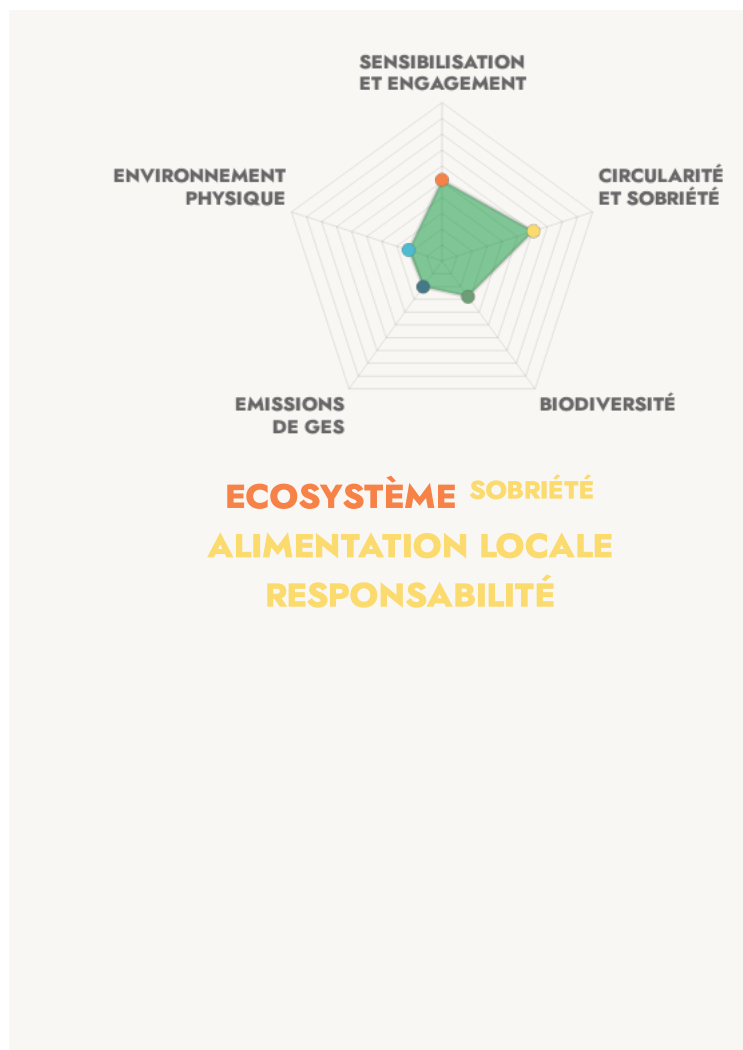 SENSIBILISATION
ET ENGAGEMENT
ENVIRONNEMENT
PHYSIQUE
CIRCULARITÉ
ET SOBRIÉTÉ
EMISSIONS
DE GES
BIODIVERSITÉ
ECOSYSTÈME SOBRIÉTÉ
ALIMENTATION LOCALE
RESPONSABILITÉ